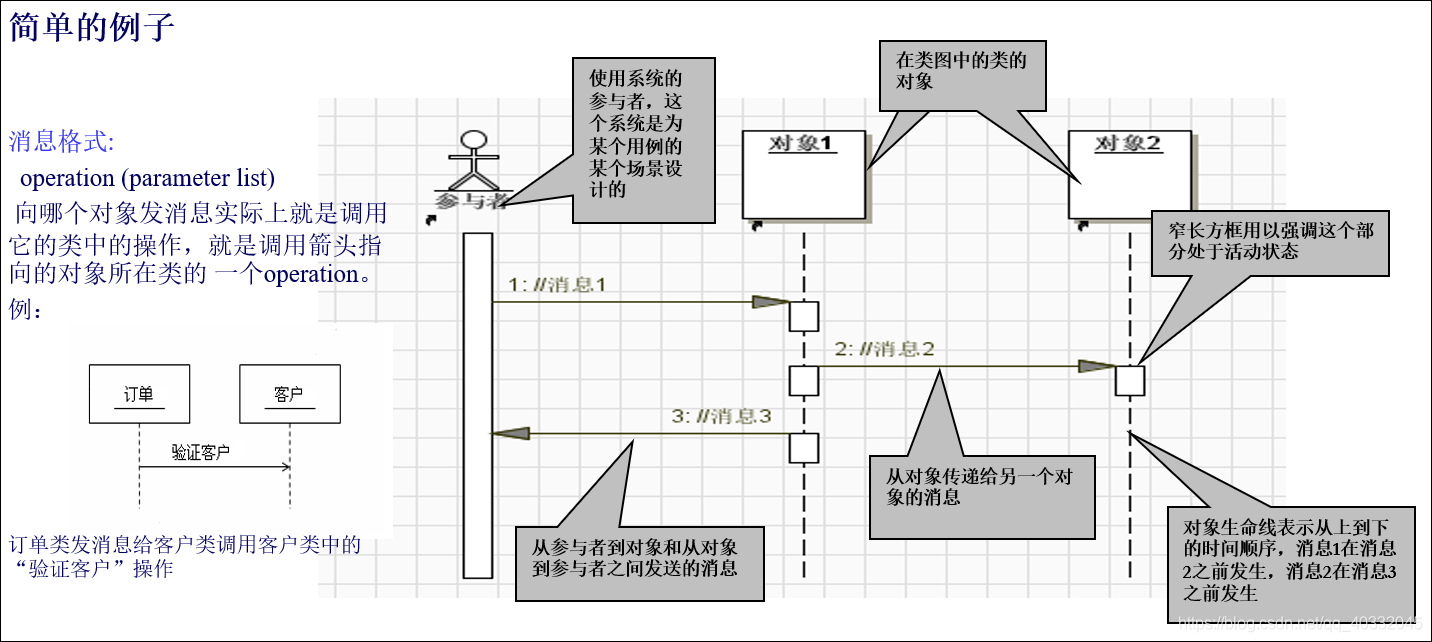 简单的例子
消息格式:
operation (parameter list)
向哪个对象发消息实际上就是调用
它的类中的操作，就是调用箭头指
向的对象所在类的 一个operation。
例：
订单
客户
验证客户
订单类发消息给客户类调用客户类中的
“验证客户”操作
使用系统的
参与者，这
个系统是为
某个用例的
某个场景设
计的
在类图中的类的
对象
参与者
对象1
对象2
窄长方框用以强调这个部
分处于活动状态
1: //消息1
2: //消息2
3: //消息3
从对象传递给另一个对
象的消息
从参与者到对象和从对象
到参与者之间发送的消息
对象生命线表示从上到下
的时间顺序，消息1在消息
2之前发生，消息2在消息3
之前发生
https://blog.csdn.net/qq_40332045